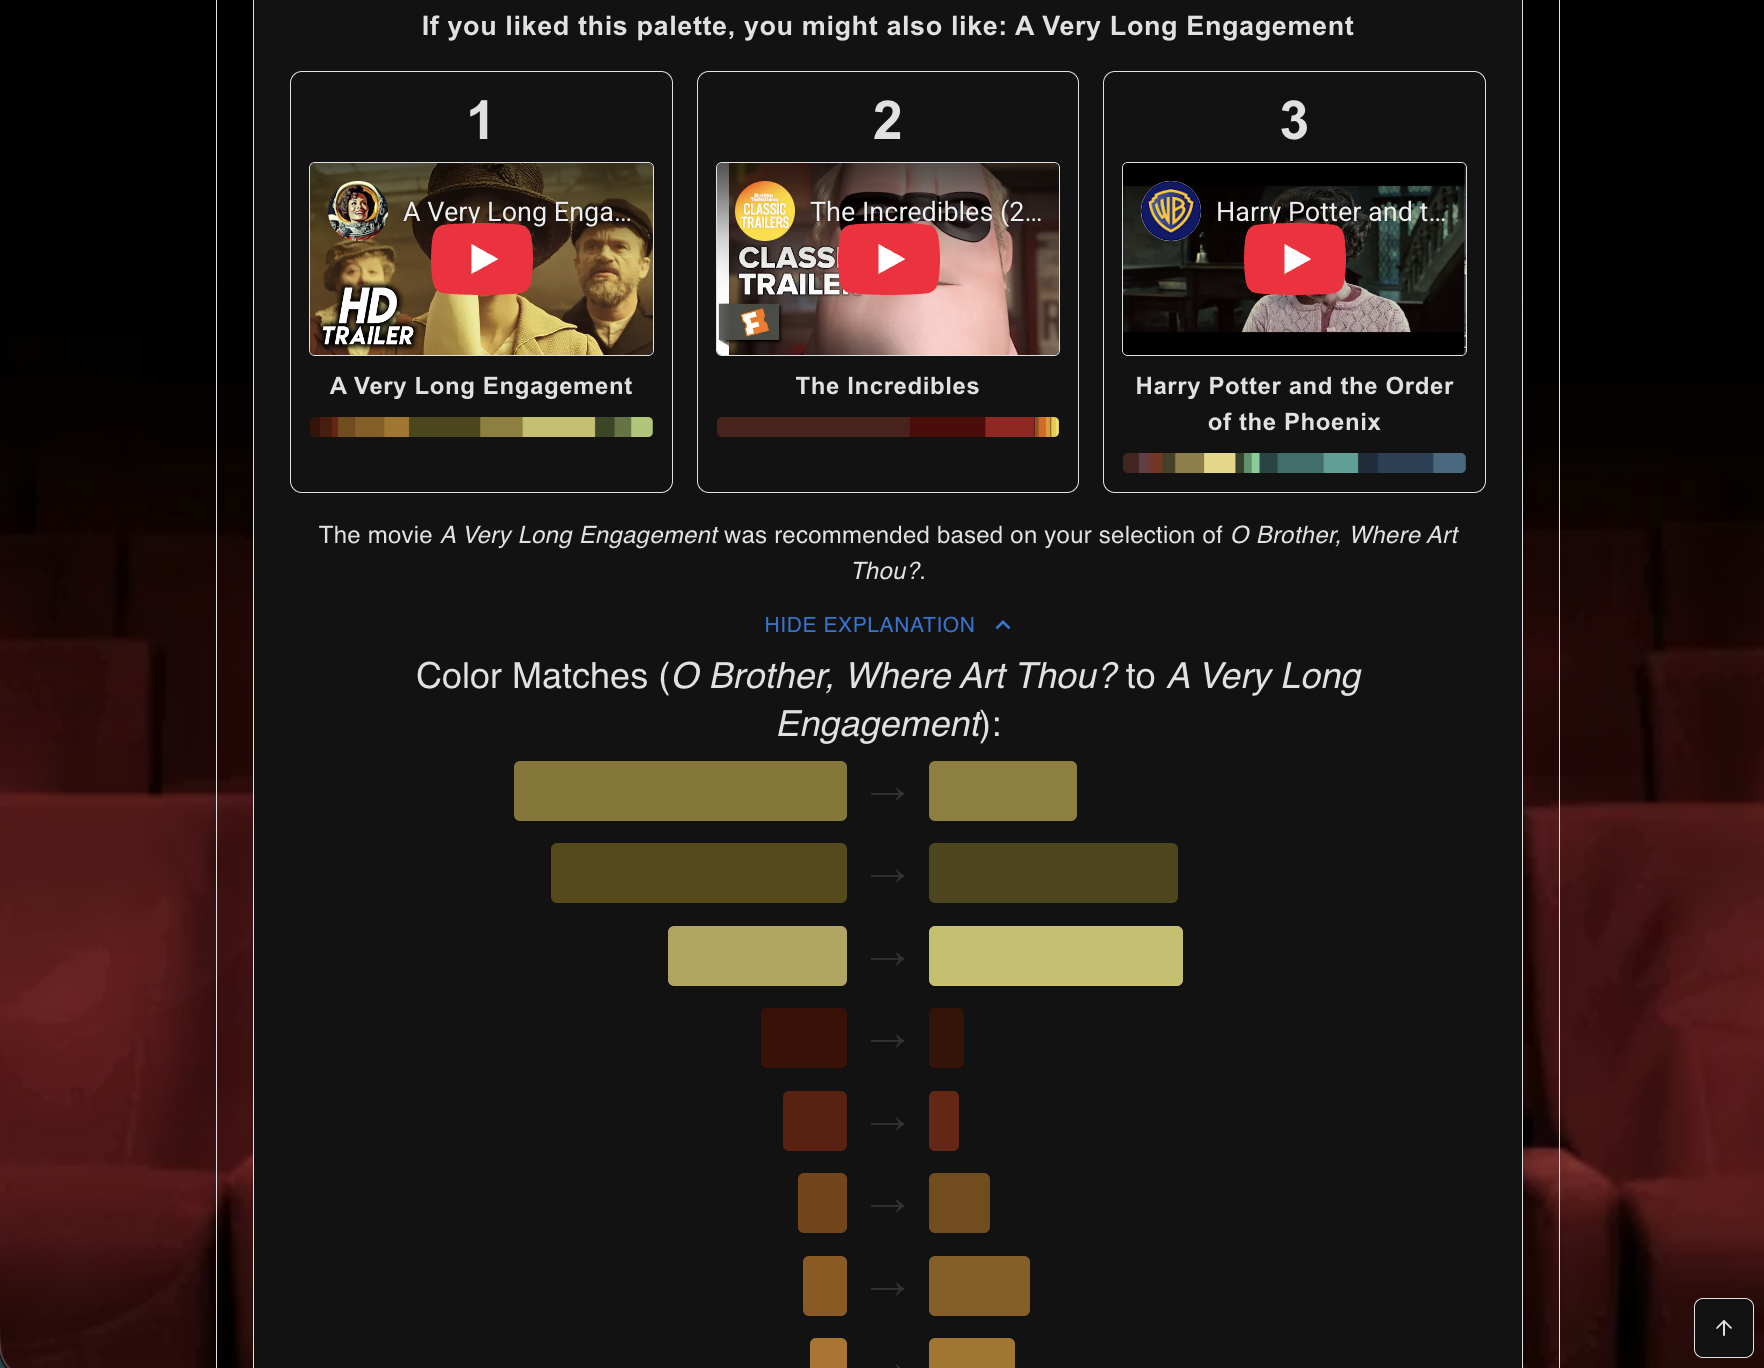 If you liked this palette, you might also like: A Very Long Engagement
1
2
3
A Very Long Enga...
HD
TRAILER
The Incredibles (2...
CLASSIC
TRAILERS
CLASS
TRAILE
Harry Potter and t...
WB
A Very Long Engagement
The Incredibles
Harry Potter and the Order
of the Phoenix
The movie A Very Long Engagement was recommended based on your selection of O Brother, Where Art
Thou?.
HIDE EXPLANATION
Color Matches (O Brother, Where Art Thou? to A Very Long
Engagement):